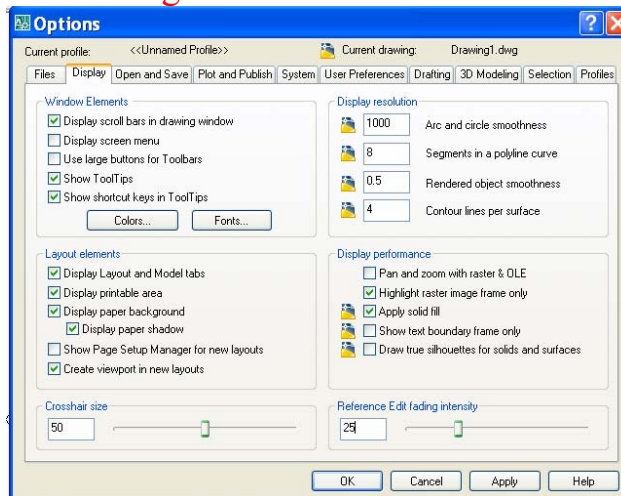 Options
Current profile: <<Unnamed Profile>> Current drawing: Drawing1.dwg
Files Display Open and Save Plot and Publish System User Preferences Drafting 3D Modeling Selection Profiles
Window Elements
Display scroll bars in drawing window
Display screen menu
Use large buttons for Toolbars
Show ToolTips
Show shortcut keys in ToolTips
Colors... Fonts...
Display resolution
1000 Arc and circle smoothness
8 Segments in a polyline curve
0.5 Rendered object smoothness
4 Contour lines per surface
Layout elements
Display Layout and Model tabs
Display printable area
Display paper background
Display paper shadow
Show Page Setup Manager for new layouts
Create viewport in new layouts
Display performance
Pan and zoom with raster & OLE
Highlight raster image frame only
Apply solid fill
Show text boundary frame only
Draw true silhouettes for solids and surfaces
Crosshair size
50
Reference Edit fading intensity
25
OK Cancel Apply Help